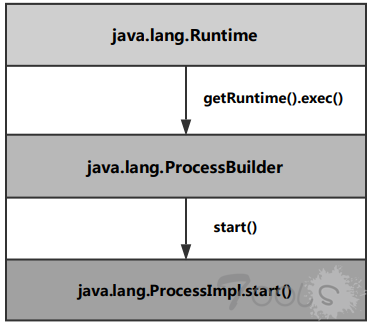 java.lang.Runtime
getRuntime().exec()
java.lang.ProcessBuilder
start()
java.lang.ProcessImpl.start()